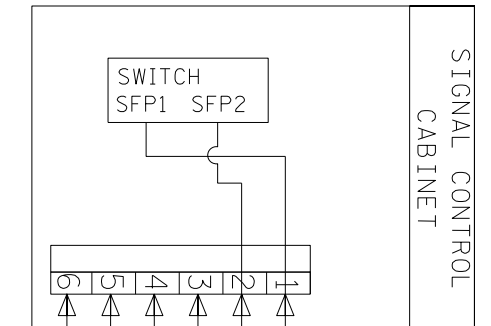 SWITCH
SFP1 SFP2
SIGNAL CONTROL
CABINET
6 5 4 3 2 1